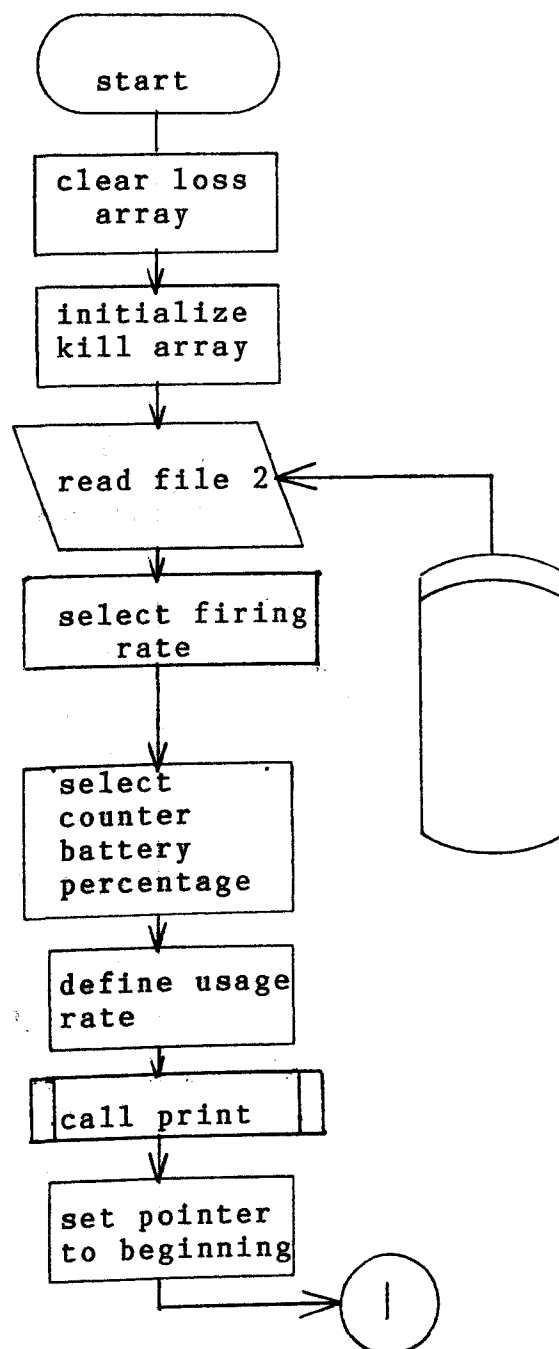 start
clear loss
array
initialize
kill array
read file 2
select firing
rate
select
counter
battery
percentage
define usage
rate
call print
set pointer
to beginning
1